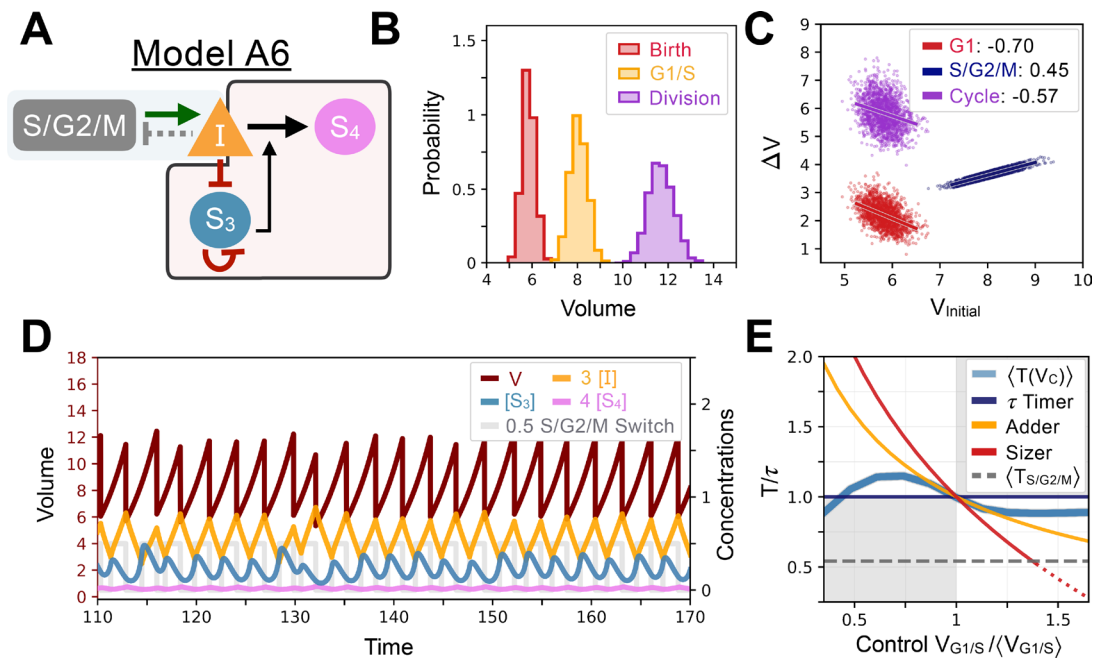 A
Model A6
S/G2/M
I
S4
S3
B
Probability
1.5
1
0.5
0
4
6
8
10
12
14
Volume
Birth
G1/S
Division
C
ΔV
9
8
7
6
5
4
3
2
1
5
6
7
8
9
10
VInitial
G1: -0.70
S/G2/M: 0.45
Cycle: -0.57
D
Volume
18
16
14
12
10
8
6
4
2
0
110
120
130
140
150
160
170
Time
2
1
0
Concentrations
V
3 [I]
[S3]
4 [S4]
0.5 S/G2/M Switch
E
T/τ
2.0
1.5
1.0
0.5
0.5
1
1.5
Control VG1/S/⟨VG1/S⟩
⟨T(VC)⟩
τ Timer
Adder
Sizer
⟨TS/G2/M⟩